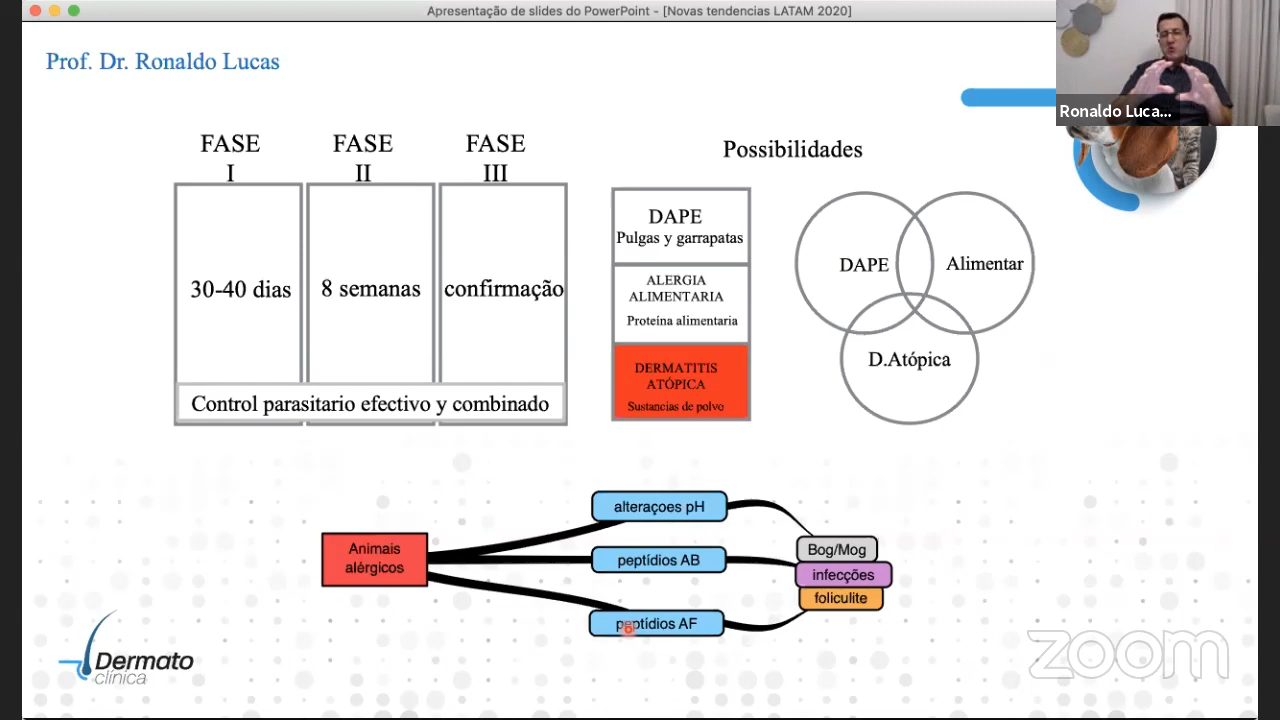 Apresentação de slides do PowerPoint - [Novas tendencias LATAM 2020]
Prof. Dr. Ronaldo Lucas
Ronaldo Luca...
FASE
I
FASE
II
FASE
III
30-40 dias
8 semanas
confirmação
Control parasitario efectivo y combinado
Possibilidades
DAPE
Pulgas y garrapatas
ALERGIA
ALIMENTARIA
Proteína alimentaria
DERMATITIS
ATÓPICA
Sustancias de polvo
DAPE
Alimentar
D.Atópica
Animais
alérgicos
alteraçoes pH
peptídios AB
peptídios AF
Bog/Mog
infecções
foliculite
Dermato
clínica
zoom